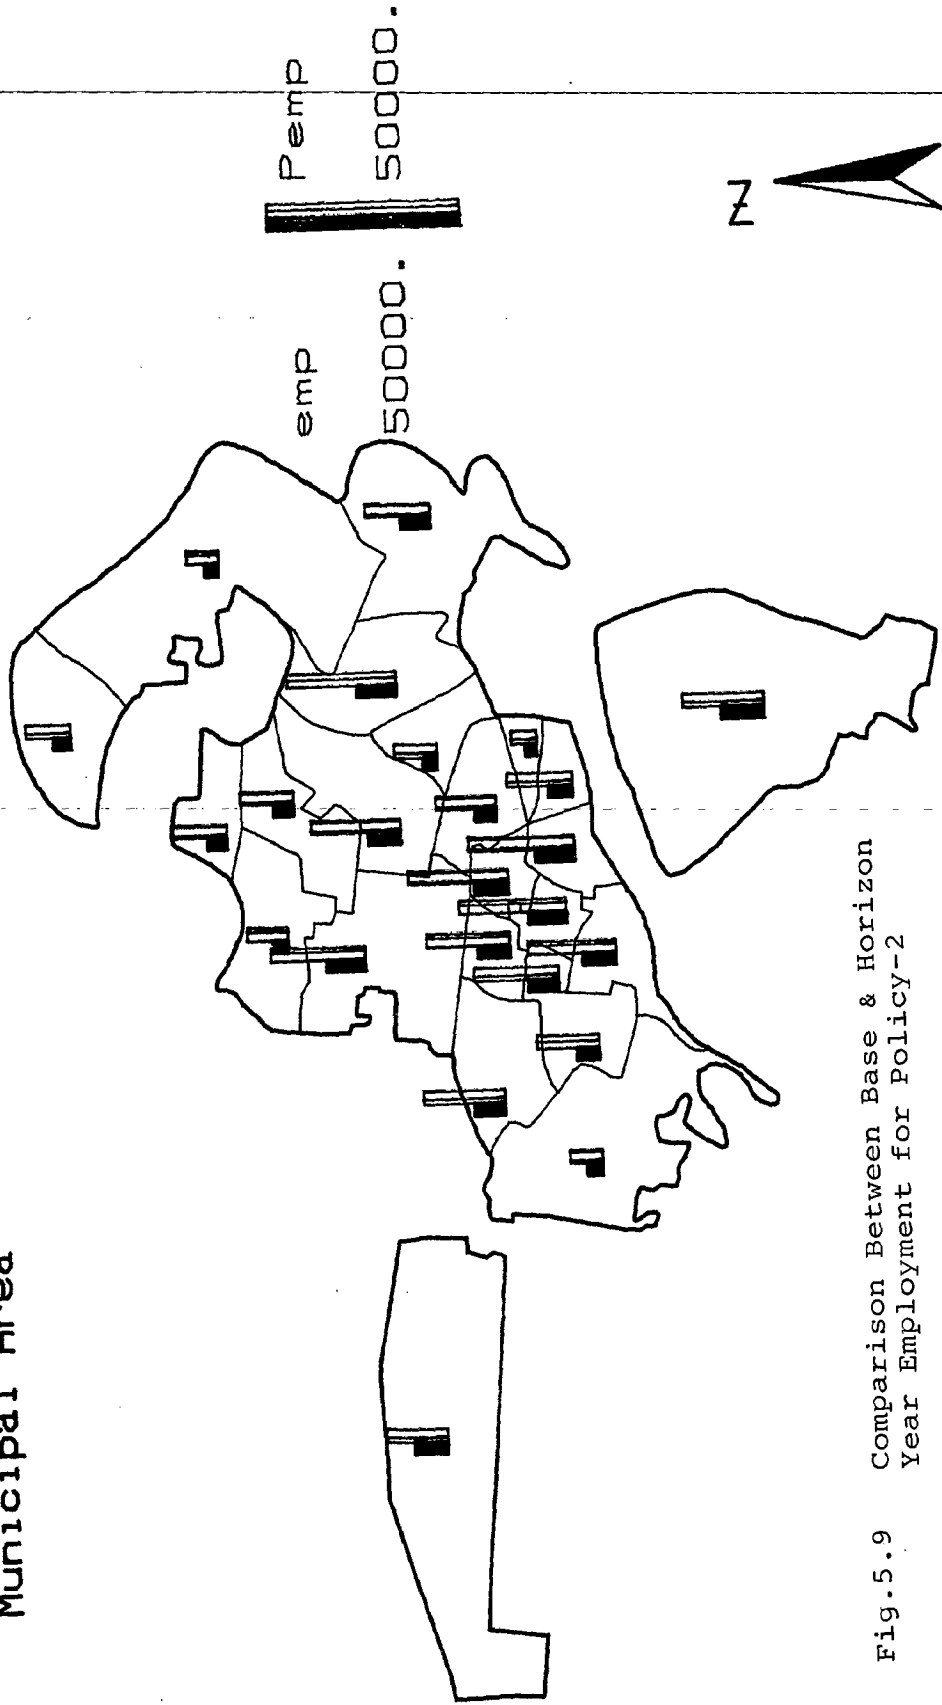 Municipal Area
emp
Pemp
50000.
50000.
Z
Fig.5.9 Comparison Between Base & Horizon
Year Employment for Policy-2